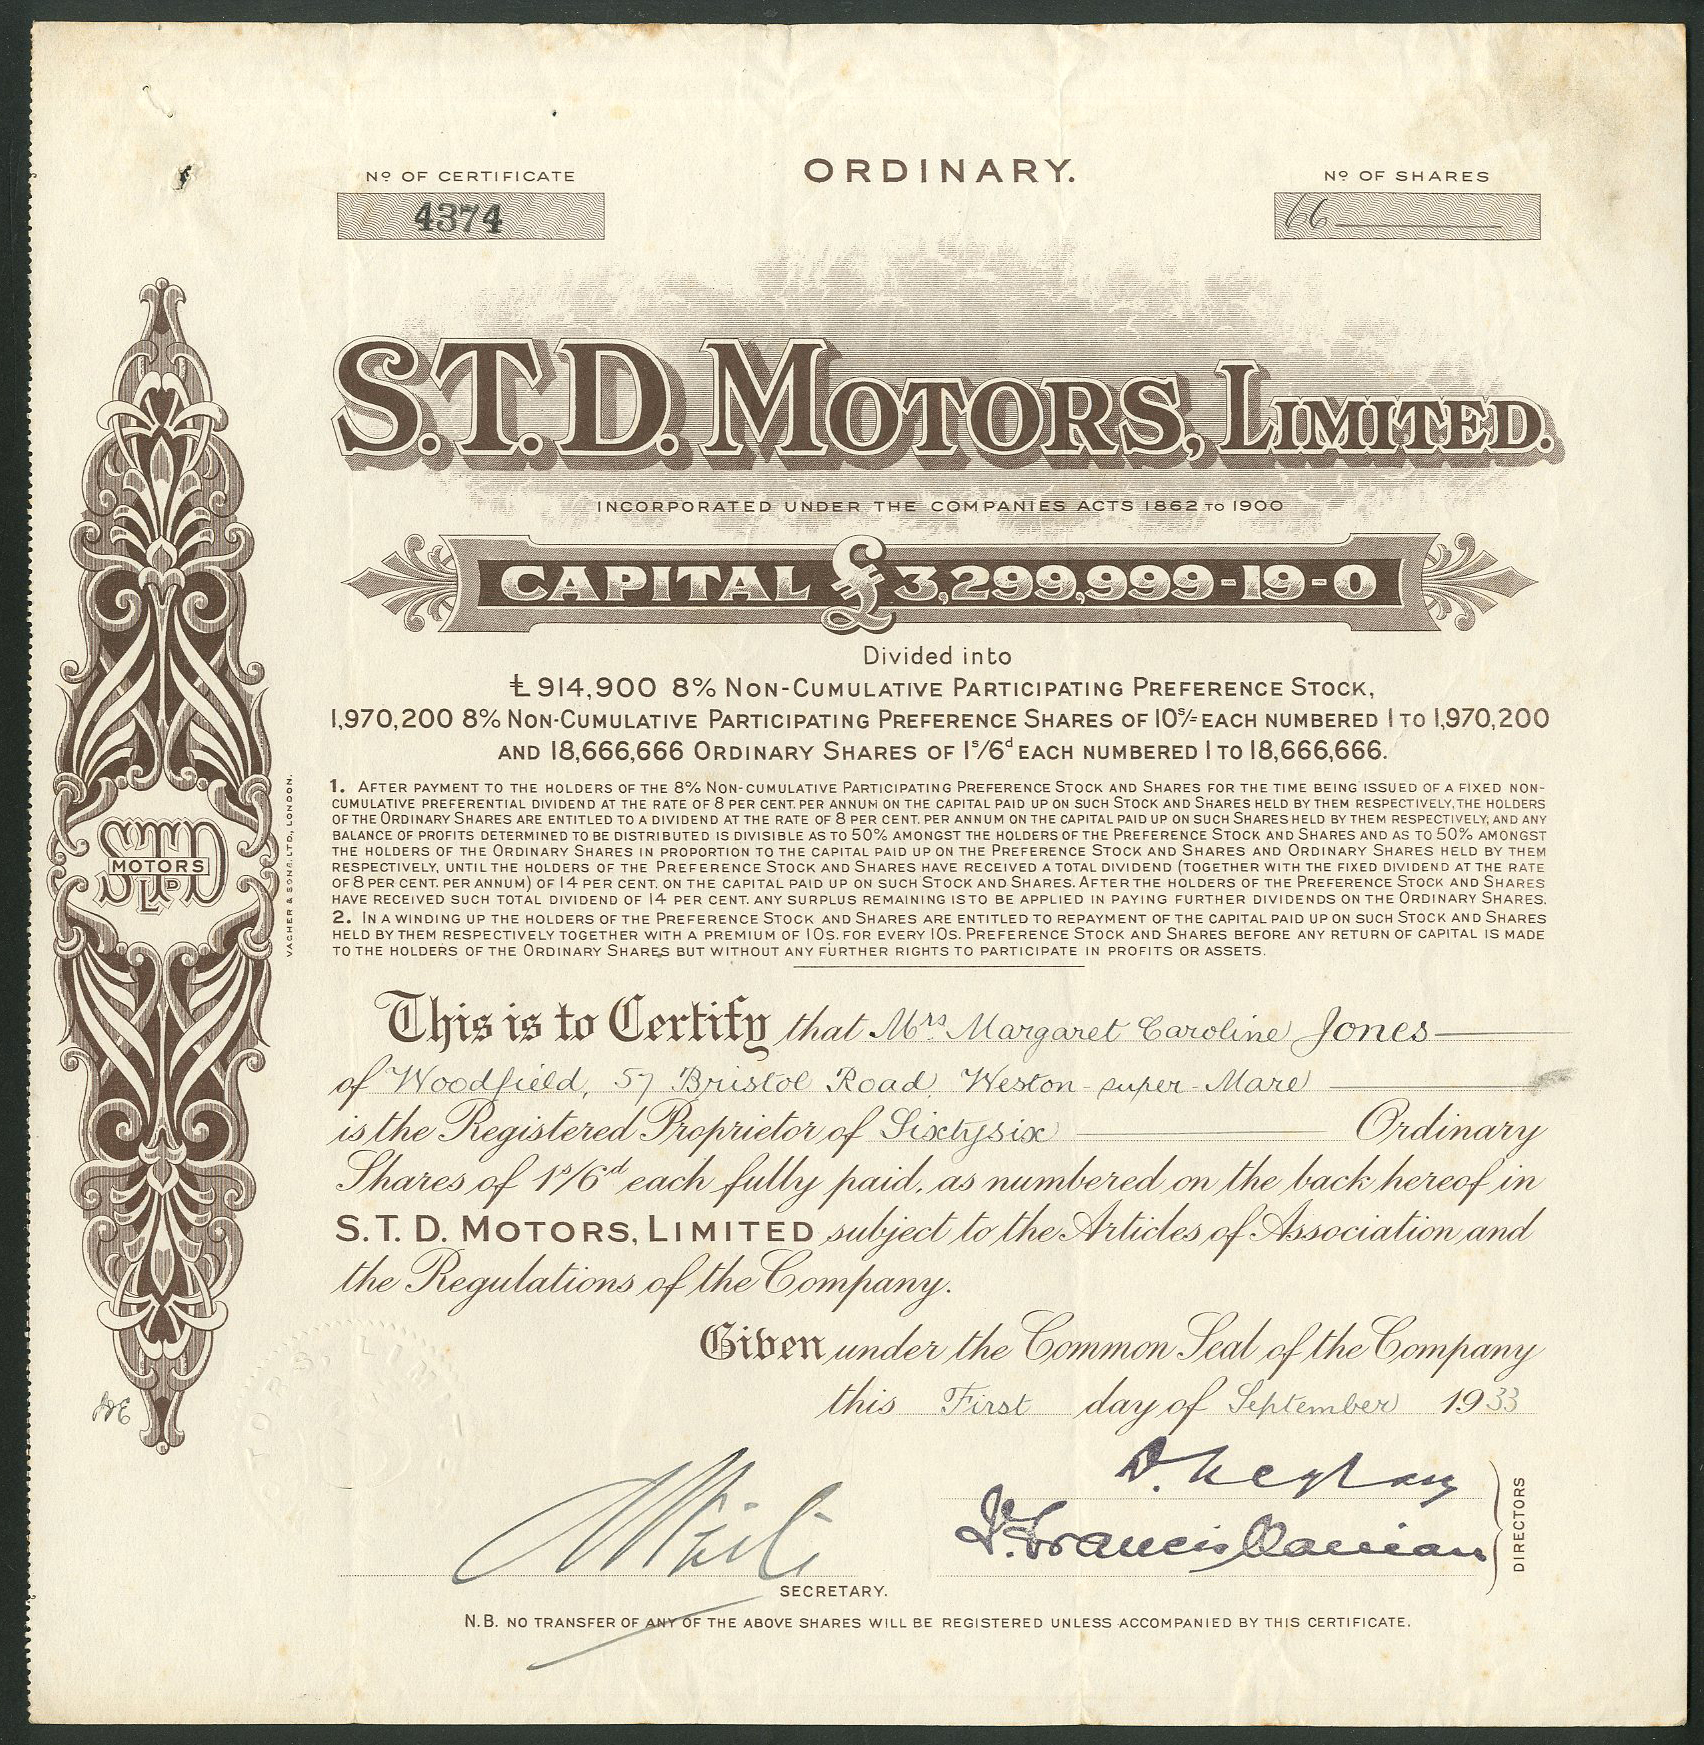 ORDINARY.
Nº OF CERTIFICATE
4374
Nº OF SHARES
66
S.T.D. MOTORS, LIMITED.
INCORPORATED UNDER THE COMPANIES ACTS 1862 TO 1900
CAPITAL £3,299,999-19-0
Divided into
£914,900 8% NON-CUMULATIVE PARTICIPATING PREFERENCE STOCK,
1,970,200 8% NON-CUMULATIVE PARTICIPATING PREFERENCE SHARES OF 10s/= EACH NUMBERED 1 TO 1,970,200
AND 18,666,666 ORDINARY SHARES OF 1s/6d EACH NUMBERED 1 TO 18,666,666.
1. AFTER PAYMENT TO THE HOLDERS OF THE 8% NON-CUMULATIVE PARTICIPATING PREFERENCE STOCK AND SHARES FOR THE TIME BEING ISSUED OF A FIXED NON-
CUMULATIVE PREFERENTIAL DIVIDEND AT THE RATE OF 8 PER CENT. PER ANNUM ON THE CAPITAL PAID UP ON SUCH STOCK AND SHARES HELD BY THEM RESPECTIVELY, THE HOLDERS
OF THE ORDINARY SHARES ARE ENTITLED TO A DIVIDEND AT THE RATE OF 8 PER CENT. PER ANNUM ON THE CAPITAL PAID UP ON SUCH SHARES HELD BY THEM RESPECTIVELY, AND ANY
BALANCE OF PROFITS DETERMINED TO BE DISTRIBUTED IS DIVISIBLE AS TO 50% AMONGST THE HOLDERS OF THE PREFERENCE STOCK AND SHARES AND AS TO 50% AMONGST
THE HOLDERS OF THE ORDINARY SHARES IN PROPORTION TO THE CAPITAL PAID UP ON THE PREFERENCE STOCK AND SHARES AND ORDINARY SHARES HELD BY THEM
RESPECTIVELY, UNTIL THE HOLDERS OF THE PREFERENCE STOCK AND SHARES HAVE RECEIVED A TOTAL DIVIDEND (TOGETHER WITH THE FIXED DIVIDEND AT THE RATE
OF 8 PER CENT. PER ANNUM) OF 14 PER CENT. ON THE CAPITAL PAID UP ON SUCH STOCK AND SHARES. AFTER THE HOLDERS OF THE PREFERENCE STOCK AND SHARES
HAVE RECEIVED SUCH TOTAL DIVIDEND OF 14 PER CENT. ANY SURPLUS REMAINING IS TO BE APPLIED IN PAYING FURTHER DIVIDENDS ON THE ORDINARY SHARES.
2. IN A WINDING UP THE HOLDERS OF THE PREFERENCE STOCK AND SHARES ARE ENTITLED TO REPAYMENT OF THE CAPITAL PAID UP ON SUCH STOCK AND SHARES
HELD BY THEM RESPECTIVELY TOGETHER WITH A PREMIUM OF 10s. FOR EVERY 10s. PREFERENCE STOCK AND SHARES BEFORE ANY RETURN OF CAPITAL IS MADE
TO THE HOLDERS OF THE ORDINARY SHARES BUT WITHOUT ANY FURTHER RIGHTS TO PARTICIPATE IN PROFITS OR ASSETS.
STD
MOTORS
LTD
VACHER & SONS, LTD., LONDON.
This is to Certify that Mrs. Margaret Caroline Jones
of Woodfield, 57 Bristol Road, Weston-super-Mare
is the Registered Proprietor of Sixtysix Ordinary
Shares of 1s/6d each fully paid, as numbered on the back hereof in
S.T.D. MOTORS, LIMITED subject to the Articles of Association and
the Regulations of the Company.
Given under the Common Seal of the Company
this First day of September 1933
DIRECTORS
SECRETARY.
N.B. NO TRANSFER OF ANY OF THE ABOVE SHARES WILL BE REGISTERED UNLESS ACCOMPANIED BY THIS CERTIFICATE.